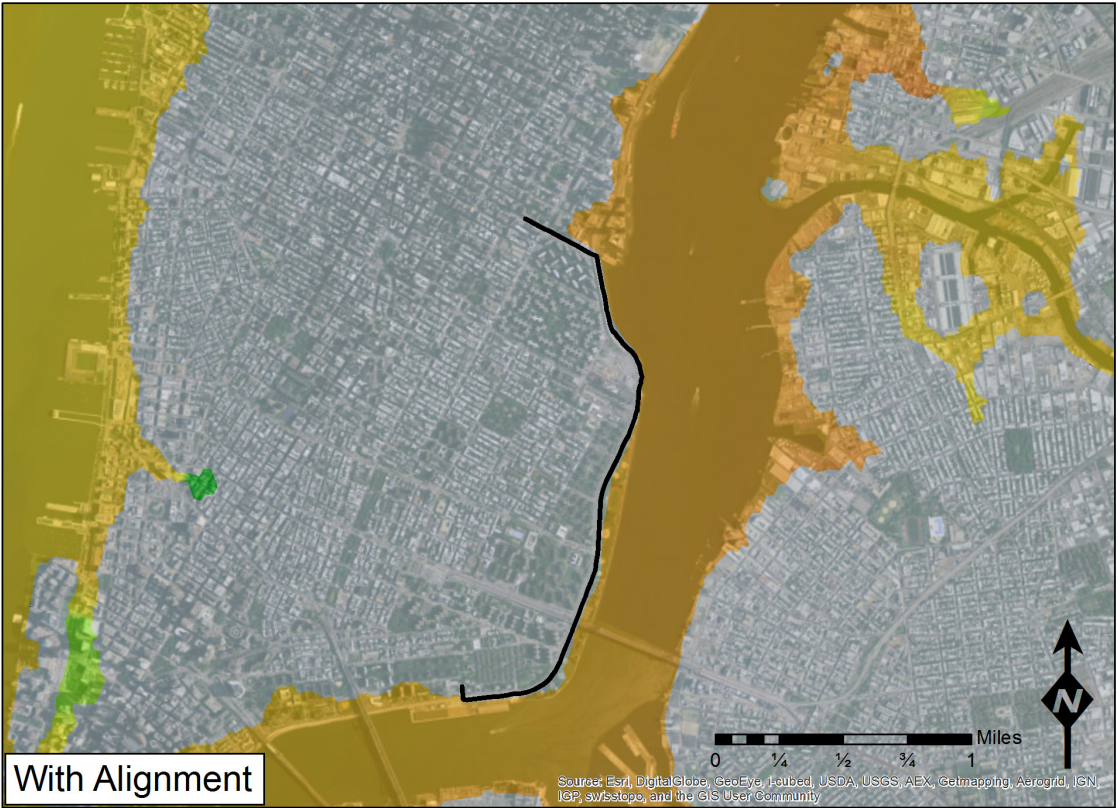 N
Miles
0 ¼ ½ ¾ 1
With Alignment
Source: Esri, DigitalGlobe, GeoEye, i-cubed, USDA, USGS, AEX, Getmapping, Aerogrid, IGN,
IGP, swisstopo, and the GIS User Community